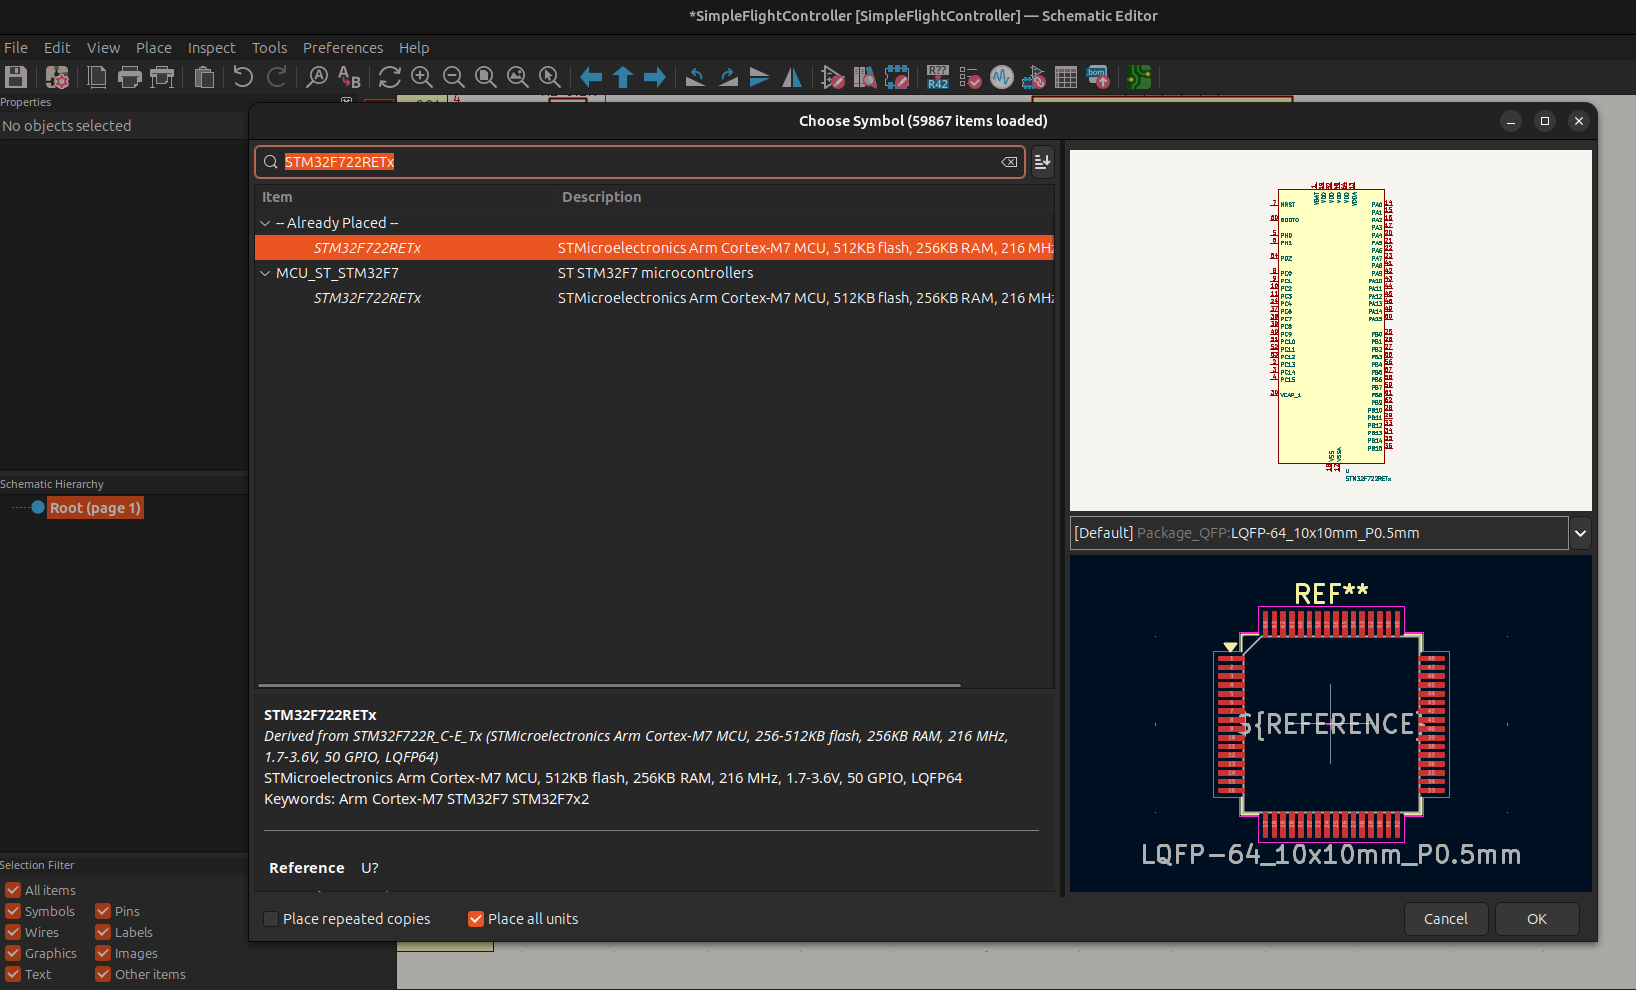 *SimpleFlightController [SimpleFlightController] — Schematic Editor
File Edit View Place Inspect Tools Preferences Help
Properties
No objects selected
Choose Symbol (59867 items loaded)
STM32F722RETx
Item Description
-- Already Placed --
STM32F722RETx STMicroelectronics Arm Cortex-M7 MCU, 512KB flash, 256KB RAM, 216 MHz
MCU_ST_STM32F7 ST STM32F7 microcontrollers
STM32F722RETx STMicroelectronics Arm Cortex-M7 MCU, 512KB flash, 256KB RAM, 216 MHz
Schematic Hierarchy
Root (page 1)
[Default] Package_QFP:LQFP-64_10x10mm_P0.5mm
REF**
${REFERENCE}
LQFP-64_10x10mm_P0.5mm
STM32F722RETx
Derived from STM32F722R_C-E_Tx (STMicroelectronics Arm Cortex-M7 MCU, 256-512KB flash, 256KB RAM, 216 MHz,
1.7-3.6V, 50 GPIO, LQFP64)
STMicroelectronics Arm Cortex-M7 MCU, 512KB flash, 256KB RAM, 216 MHz, 1.7-3.6V, 50 GPIO, LQFP64
Keywords: Arm Cortex-M7 STM32F7 STM32F7x2
Reference U?
Selection Filter
All items
Symbols Pins
Wires Labels
Graphics Images
Text Other items
Place repeated copies Place all units
Cancel OK